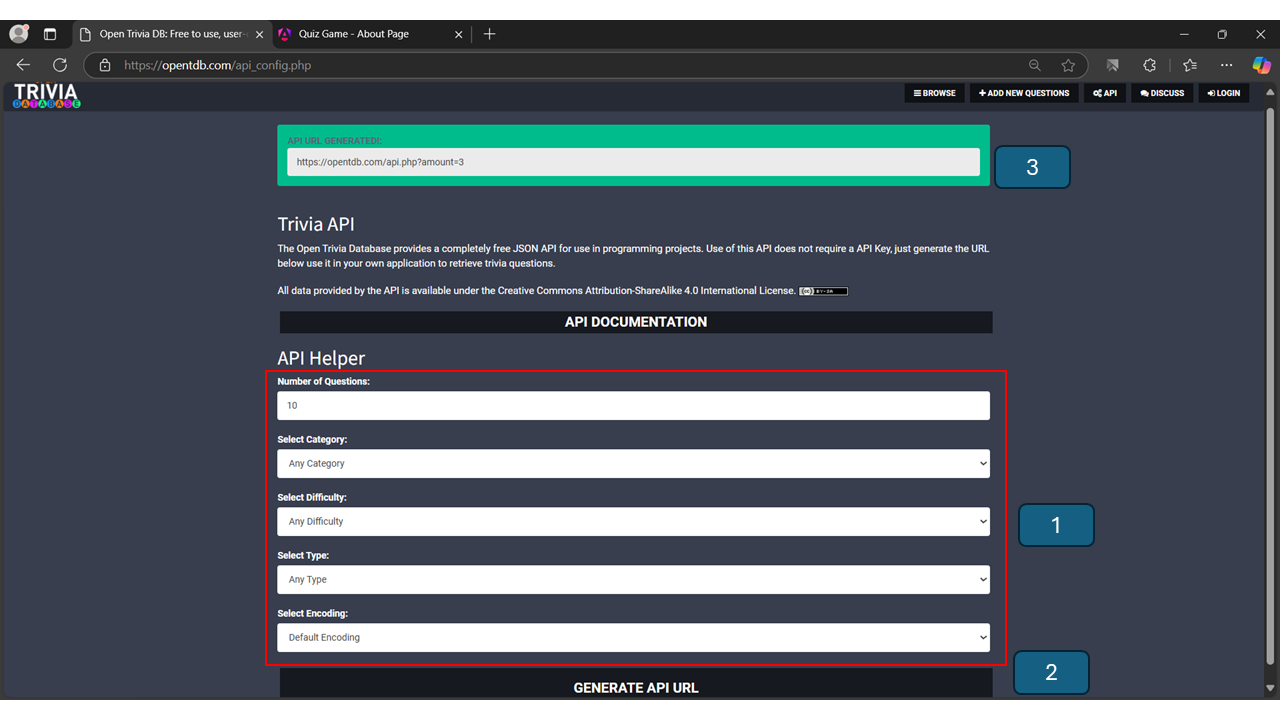 Open Trivia DB: Free to use, user-
Quiz Game - About Page
https://opentdb.com/api_config.php
TRIVIA
DATABASE
BROWSE
ADD NEW QUESTIONS
API
DISCUSS
LOGIN
API URL GENERATED!:
https://opentdb.com/api.php?amount=3
3
Trivia API
The Open Trivia Database provides a completely free JSON API for use in programming projects. Use of this API does not require a API Key, just generate the URL
below use it in your own application to retrieve trivia questions.
All data provided by the API is available under the Creative Commons Attribution-ShareAlike 4.0 International License.
cc BY-SA
API DOCUMENTATION
API Helper
Number of Questions:
10
Select Category:
Any Category
Select Difficulty:
Any Difficulty
1
Select Type:
Any Type
Select Encoding:
Default Encoding
2
GENERATE API URL